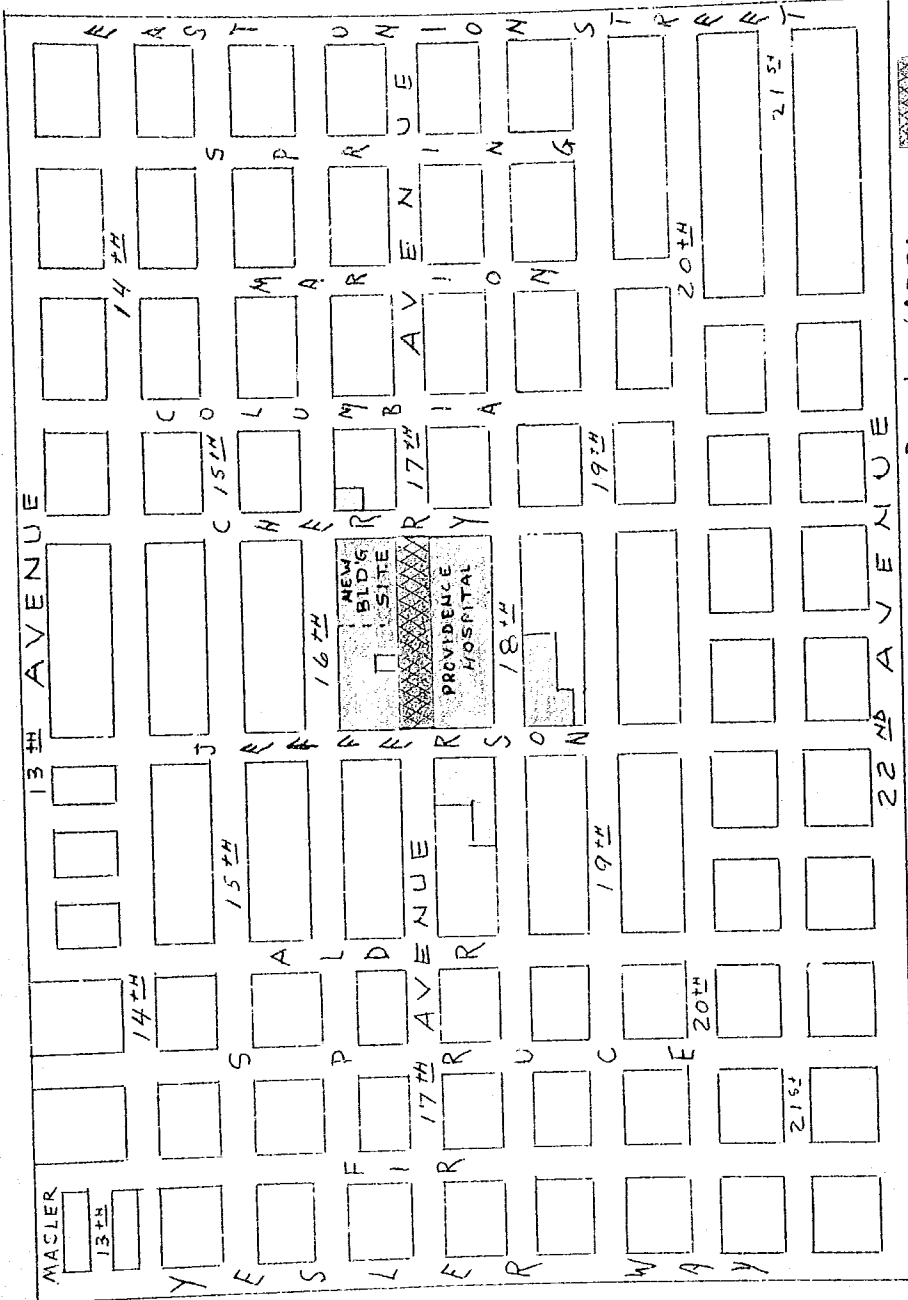 13TH AVENUE
MACLER
13TH
14TH
14TH
15TH
15TH
16TH
NEW
BLD'G
SITE
17TH AVENUE
17TH AVENUE
PROVIDENCE
HOSPITAL
18TH
19TH
19TH
20TH
20TH
21ST
21ST
22ND AVENUE
YESLER WAY
FIR
SPRUCE
ALDER
JEFFERSON
CHERRY
COLUMBIA
MARION
SPRING
EAST UNION STREET